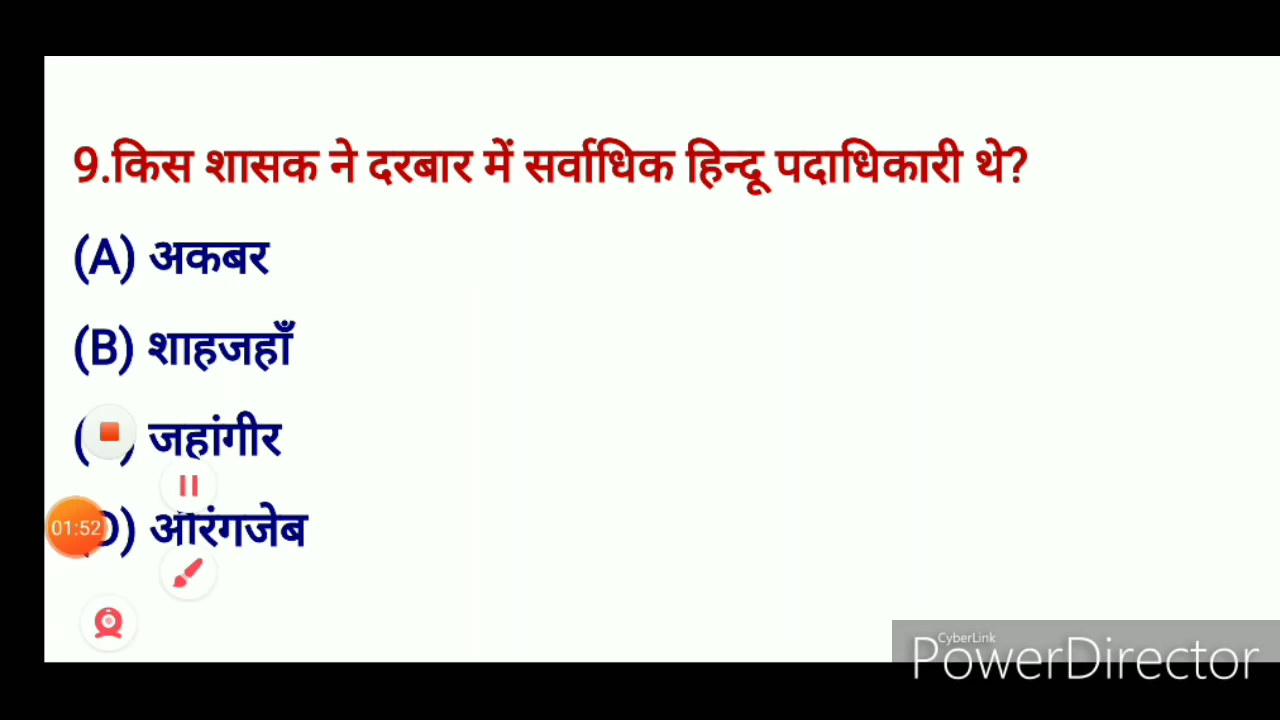 9.किस शासक ने दरबार में सर्वाधिक हिन्दू पदाधिकारी थे?
(A) अकबर
(B) शाहजहाँ
( ) जहांगीर
01:52
D) औरंगजेब
CyberLink
PowerDirector